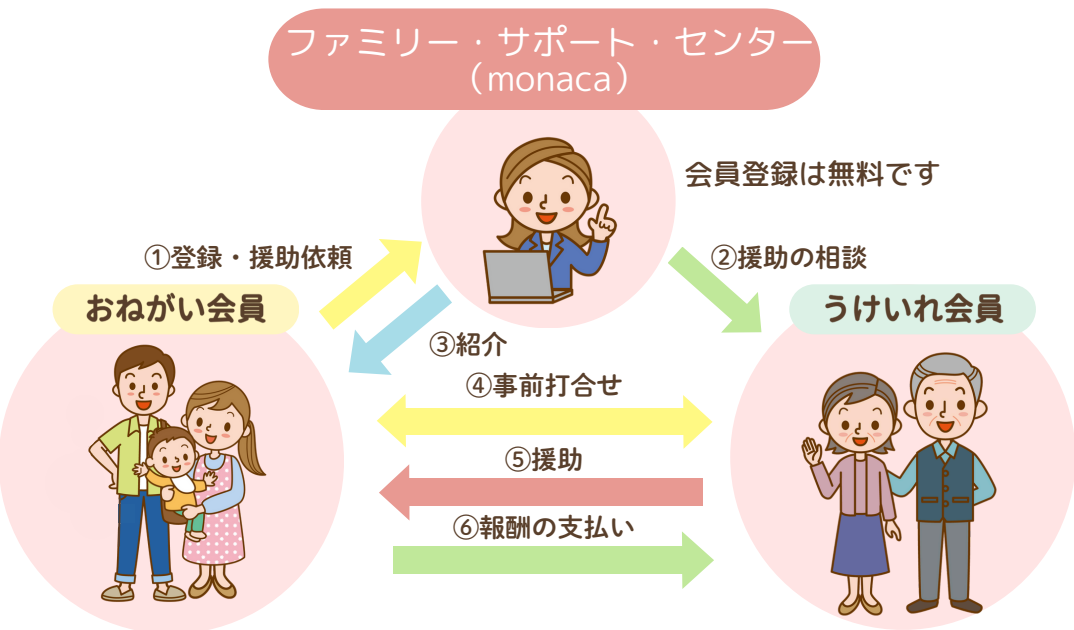 ファミリー・サポート・センター
（monaca）
会員登録は無料です
①登録・援助依頼
②援助の相談
おねがい会員
うけいれ会員
③紹介
④事前打合せ
⑤援助
⑥報酬の支払い